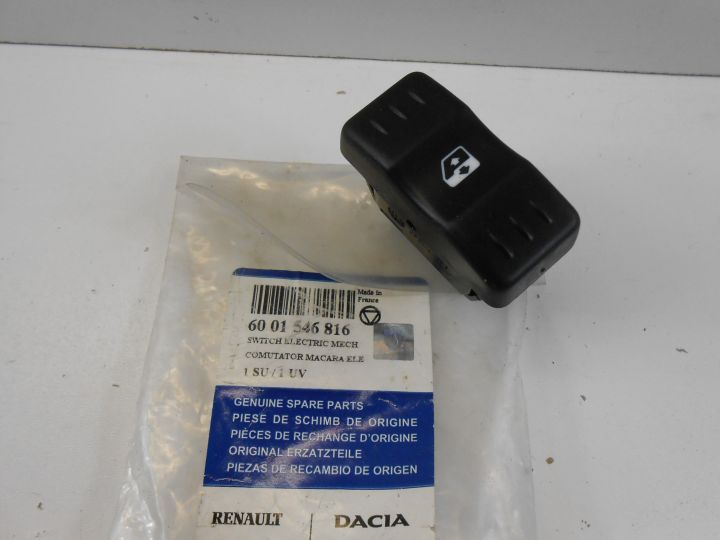 Made in
France
60 01 546 816
SWITCH ELECTRIC MECH
COMUTATOR MACARA ELE
1 SU / 1 UV
GENUINE SPARE PARTS
PIESE DE SCHIMB DE ORIGINE
PIÈCES DE RECHANGE D'ORIGINE
ORIGINAL ERZATZTEILE
PIEZAS DE RECAMBIO DE ORIGEN
RENAULT | DACIA